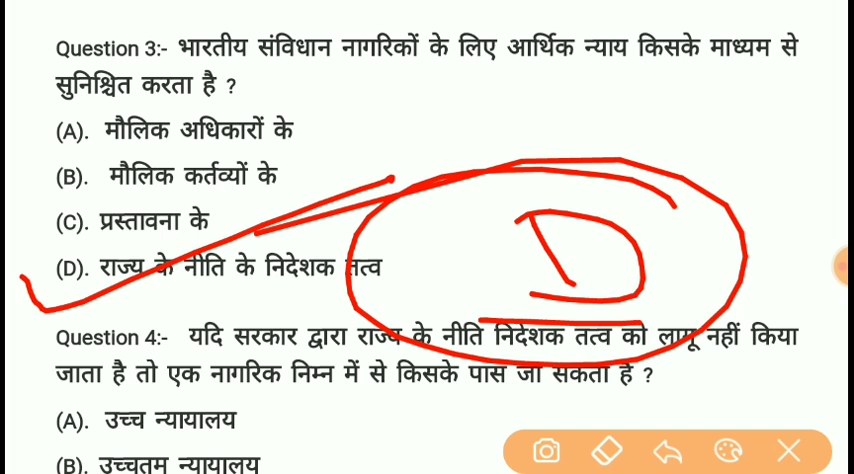 Question 3:- भारतीय संविधान नागरिकों के लिए आर्थिक न्याय किसके माध्यम से
सुनिश्चित करता है ?
(A). मौलिक अधिकारों के
(B). मौलिक कर्तव्यों के
(C). प्रस्तावना के
(D). राज्य के नीति के निदेशक तत्व
D
Question 4:- यदि सरकार द्वारा राज्य के नीति निदेशक तत्व को लागू नहीं किया
जाता है तो एक नागरिक निम्न में से किसके पास जा सकता है ?
(A). उच्च न्यायालय
(B). उच्चतम न्यायालय